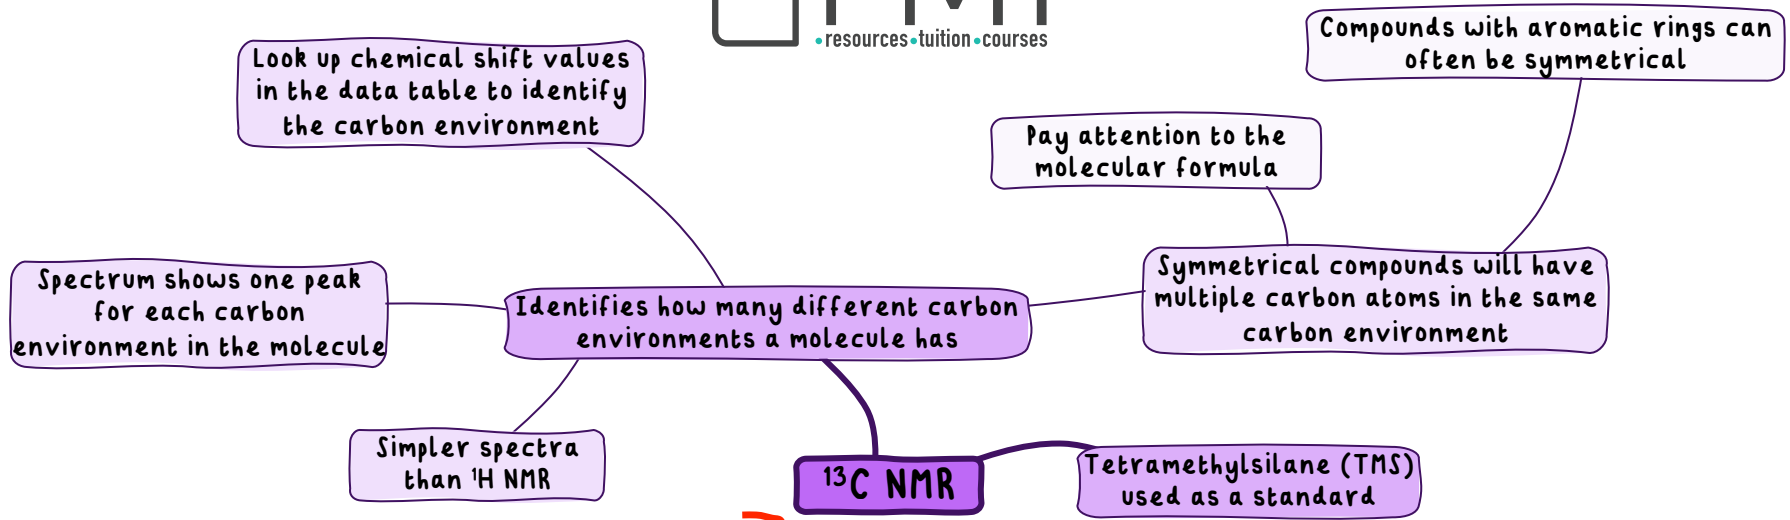 •resources•tuition•courses
Compounds with aromatic rings can
often be symmetrical
Look up chemical shift values
in the data table to identify
the carbon environment
Pay attention to the
molecular formula
Spectrum shows one peak
for each carbon
environment in the molecule
Identifies how many different carbon
environments a molecule has
Symmetrical compounds will have
multiple carbon atoms in the same
carbon environment
Simpler spectra
than ¹H NMR
¹³C NMR
Tetramethylsilane (TMS)
used as a standard